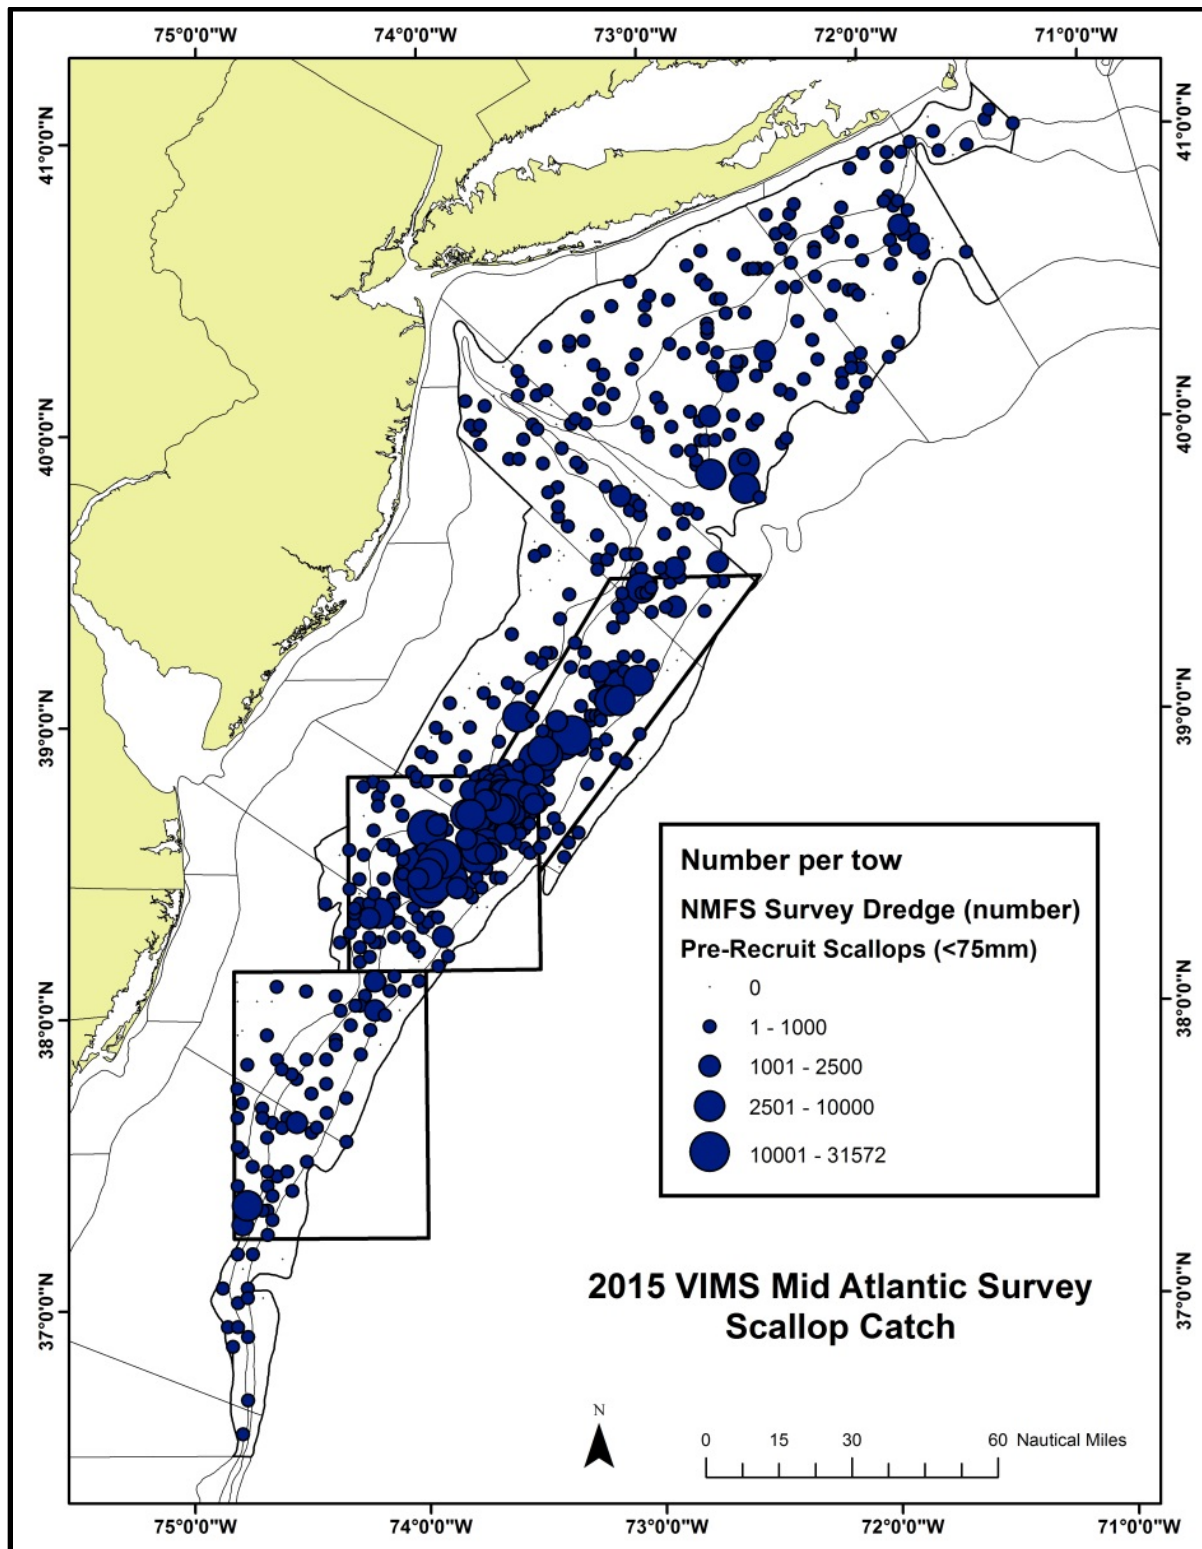 75°0'0"W 74°0'0"W 73°0'0"W 72°0'0"W 71°0'0"W
41°0'0"N 41°0'0"N
40°0'0"N 40°0'0"N
39°0'0"N 39°0'0"N
Number per tow
NMFS Survey Dredge (number)
Pre-Recruit Scallops (<75mm)
0
1 - 1000
1001 - 2500
2501 - 10000
10001 - 31572
38°0'0"N 38°0'0"N
37°0'0"N 37°0'0"N
2015 VIMS Mid Atlantic Survey
Scallop Catch
N
0 15 30 60 Nautical Miles
75°0'0"W 74°0'0"W 73°0'0"W 72°0'0"W 71°0'0"W